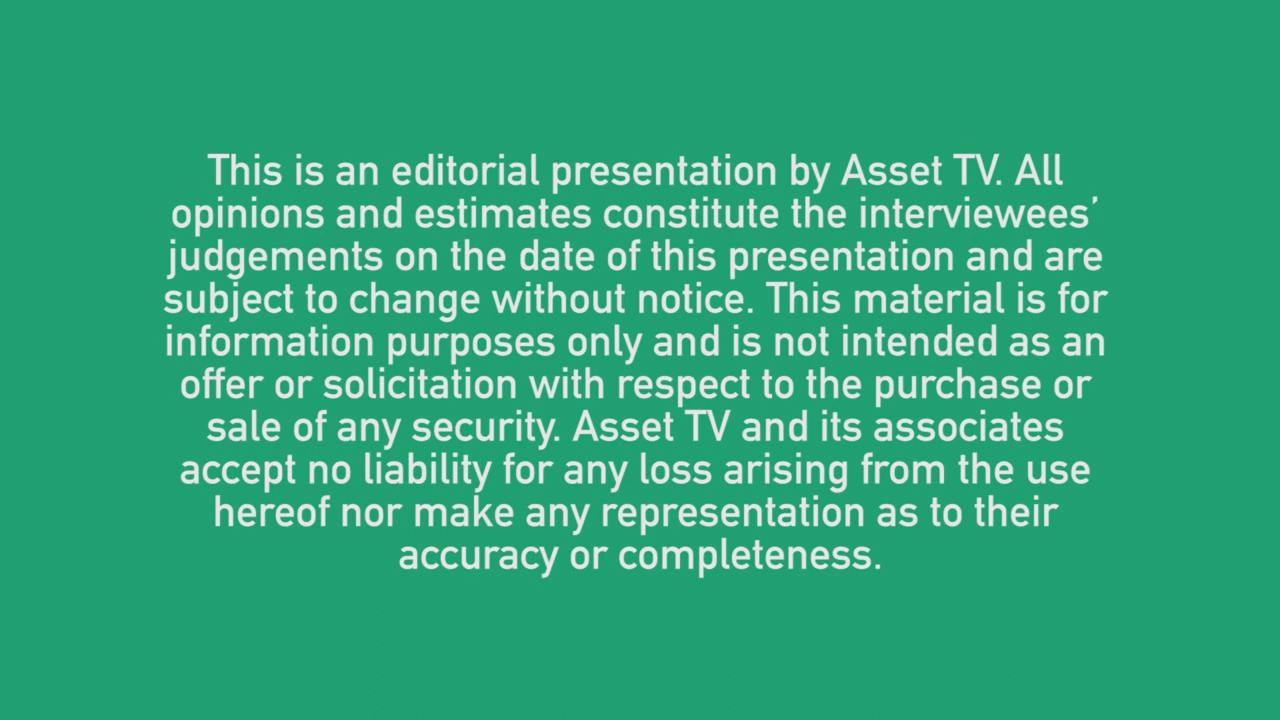 This is an editorial presentation by Asset TV. All
opinions and estimates constitute the interviewees’
judgements on the date of this presentation and are
subject to change without notice. This material is for
information purposes only and is not intended as an
offer or solicitation with respect to the purchase or
sale of any security. Asset TV and its associates
accept no liability for any loss arising from the use
hereof nor make any representation as to their
accuracy or completeness.